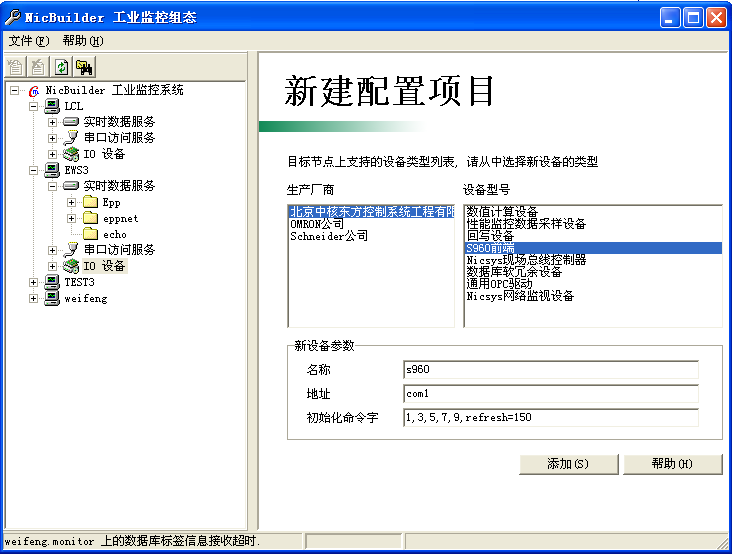 NicBuilder 工业监控组态
文件(F) 帮助(H)
NicBuilder 工业监控系统
LCL
实时数据服务
串口访问服务
IO 设备
EWS3
实时数据服务
Epp
eppnet
echo
串口访问服务
IO 设备
TEST3
weifeng
新建配置项目
目标节点上支持的设备类型列表, 请从中选择新设备的类型
生产厂商
北京中核东方控制系统工程有限
OMRON公司
Schneider公司
设备型号
数值计算设备
性能监控数据采样设备
回写设备
S960前端
Nicsys现场总线控制器
数据库软冗余设备
通用OPC驱动
Nicsys网络监视设备
新设备参数
名称 s960
地址 com1
初始化命令字 1,3,5,7,9,refresh=150
添加(S) 帮助(H)
weifeng.monitor 上的数据库标签信息接收超时.